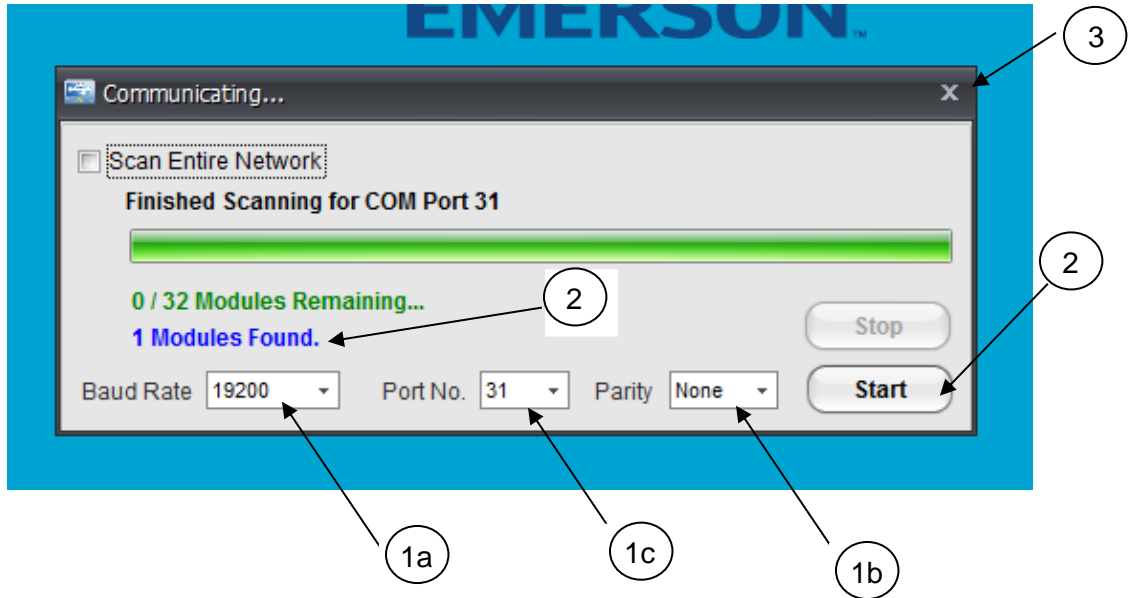 EMERSON™
3
Communicating... x
Scan Entire Network
Finished Scanning for COM Port 31
2
2
0 / 32 Modules Remaining...
1 Modules Found.
Stop
Baud Rate 19200 Port No. 31 Parity None Start
1a 1c 1b